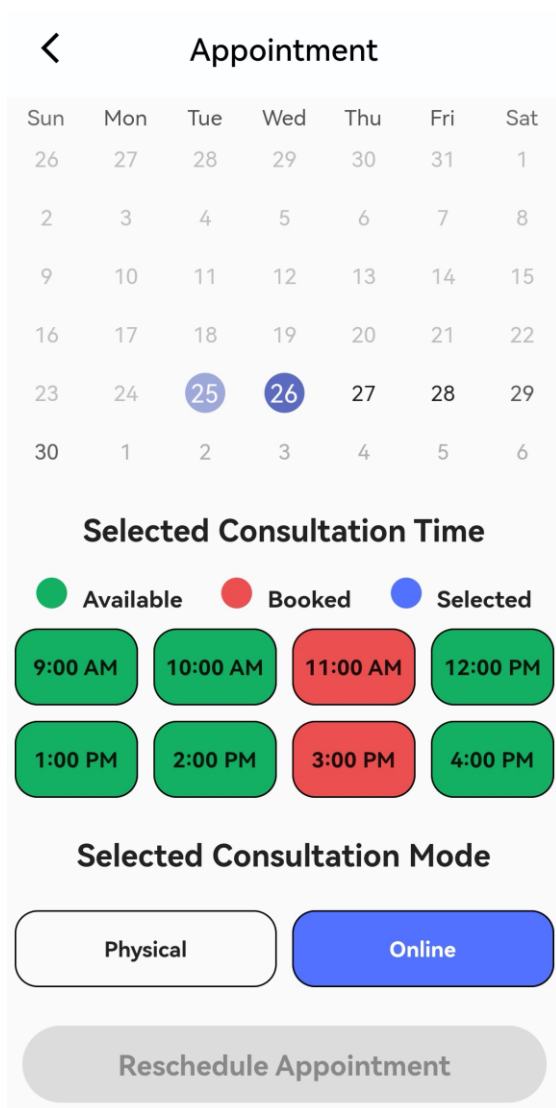 Appointment
Sun Mon Tue Wed Thu Fri Sat
26 27 28 29 30 31 1
2 3 4 5 6 7 8
9 10 11 12 13 14 15
16 17 18 19 20 21 22
23 24 25 26 27 28 29
30 1 2 3 4 5 6
Selected Consultation Time
Available Booked Selected
9:00 AM 10:00 AM 11:00 AM 12:00 PM
1:00 PM 2:00 PM 3:00 PM 4:00 PM
Selected Consultation Mode
Physical Online
Reschedule Appointment